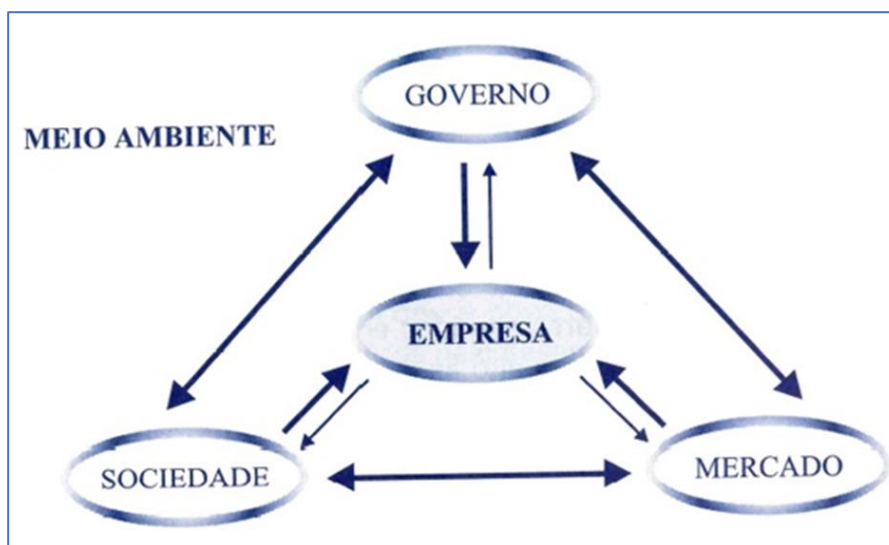 GOVERNO
MEIO AMBIENTE
EMPRESA
SOCIEDADE
MERCADO